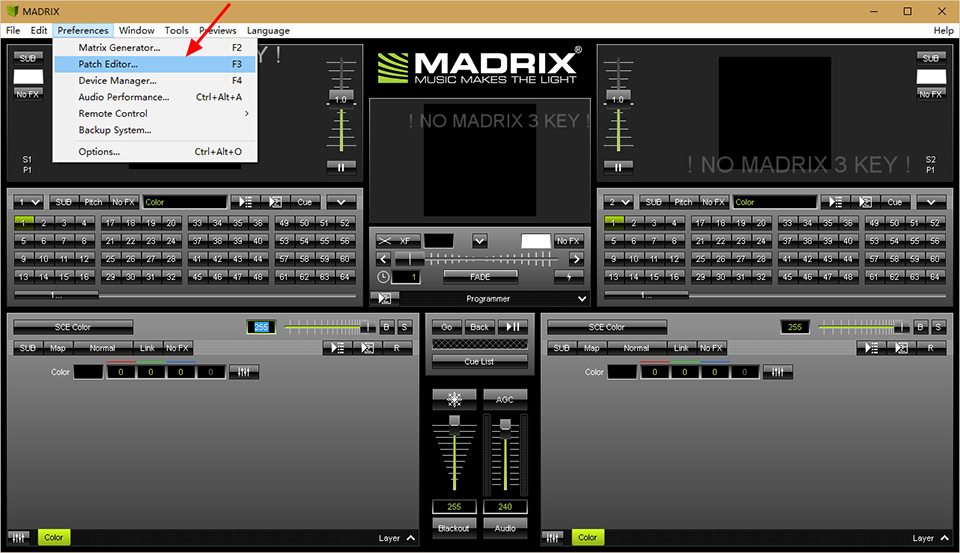 MADRIX
File Edit Preferences Window Tools Previews Language Help
Matrix Generator... F2
Patch Editor... F3
Device Manager... F4
Audio Performance... Ctrl+Alt+A
Remote Control
Backup System...
Options... Ctrl+Alt+O
SUB
No FX
S1
P1
1.0
EY !
MADRIX®
MUSIC MAKES THE LIGHT
! NO MADRIX 3 KEY !
1.0
! NO MADRIX 3 KEY !
SUB
No FX
S2
P1
1 SUB Pitch No FX Color Cue
1 2 3 4 17 18 19 20 33 34 35 36 49 50 51 52
5 6 7 8 21 22 23 24 37 38 39 40 53 54 55 56
9 10 11 12 25 26 27 28 41 42 43 44 57 58 59 60
13 14 15 16 29 30 31 32 45 46 47 48 61 62 63 64
1...
XF No FX
1 FADE
Programmer
2 SUB Pitch No FX Color Cue
1 2 3 4 17 18 19 20 33 34 35 36 49 50 51 52
5 6 7 8 21 22 23 24 37 38 39 40 53 54 55 56
9 10 11 12 25 26 27 28 41 42 43 44 57 58 59 60
13 14 15 16 29 30 31 32 45 46 47 48 61 62 63 64
1...
SCE Color 255 B S
SUB Map Normal Link No FX R
Color 0 0 0 0
Color Layer
Go Back
Cue List
AGC
255 240
Blackout Audio
SCE Color 255 B S
SUB Map Normal Link No FX R
Color 0 0 0 0
Color Layer